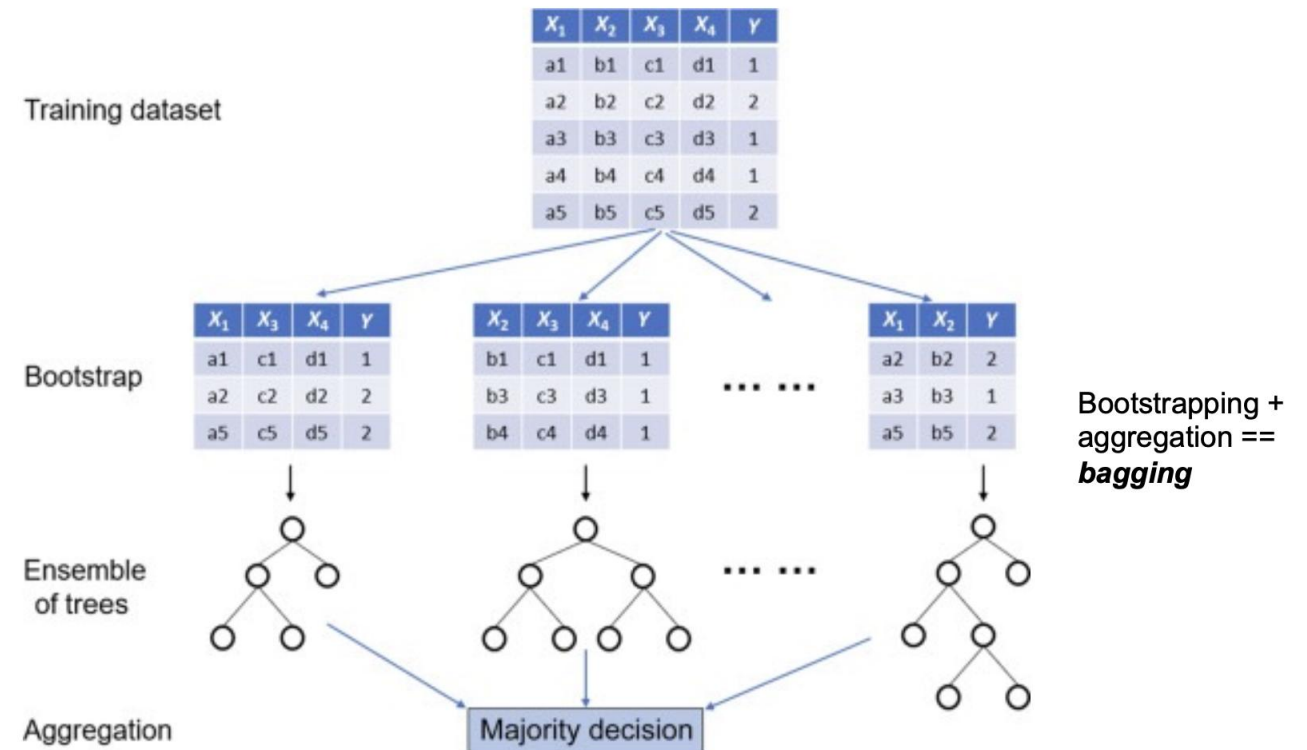 X₁ X₂ X₃ X₄ Y
a1 b1 c1 d1 1
a2 b2 c2 d2 2
a3 b3 c3 d3 1
a4 b4 c4 d4 1
a5 b5 c5 d5 2
Training dataset
X₁ X₃ X₄ Y
a1 c1 d1 1
a2 c2 d2 2
a5 c5 d5 2
X₂ X₃ X₄ Y
b1 c1 d1 1
b3 c3 d3 1
b4 c4 d4 1
... ...
X₁ X₂ Y
a2 b2 2
a3 b3 1
a5 b5 2
Bootstrap
Bootstrapping +
aggregation ==
bagging
Ensemble
of trees
... ...
Aggregation
Majority decision